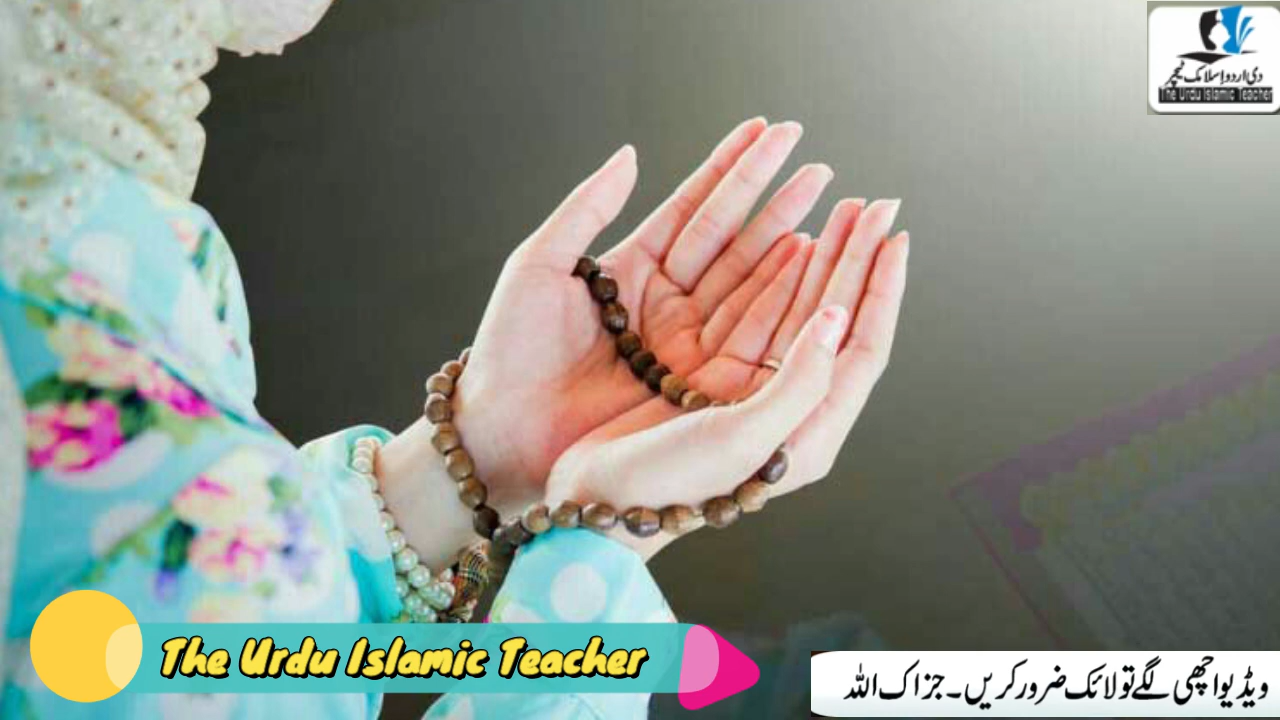 دی اردو اسلامک ٹیچر
The Urdu Islamic Teacher
The Urdu Islamic Teacher
ویڈیو اچھی لگے تو لائک ضرور کریں۔ جزاک اللہ